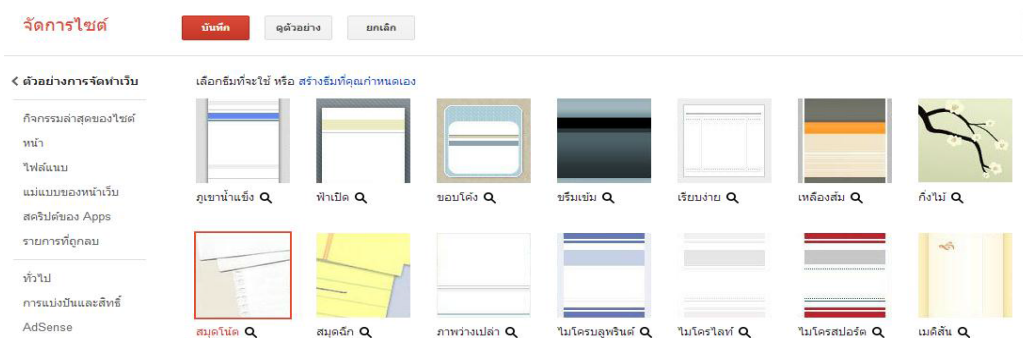 จัดการไซต์
บันทึก ดูตัวอย่าง ยกเลิก
ตัวอย่างการจัดทำเว็บ
กิจกรรมล่าสุดของไซต์
หน้า
ไฟล์แนบ
แม่แบบของหน้าเว็บ
สคริปต์ของ Apps
รายการที่ถูกลบ
ทั่วไป
การแบ่งปันและสิทธิ์
AdSense
เลือกธีมที่จะใช้ หรือ สร้างธีมที่คุณกำหนดเอง
ภูเขาน้ำแข็ง ฟ้าเปิด ขอบโค้ง ขรึมเข้ม เรียบง่าย เหลืองส้ม กิ่งไม้
สมุดโน้ต สมุดฉีก ภาพว่างเปล่า ไมโครบลูพรินต์ ไมโครไลท์ ไมโครสปอร์ต เมดิสัน